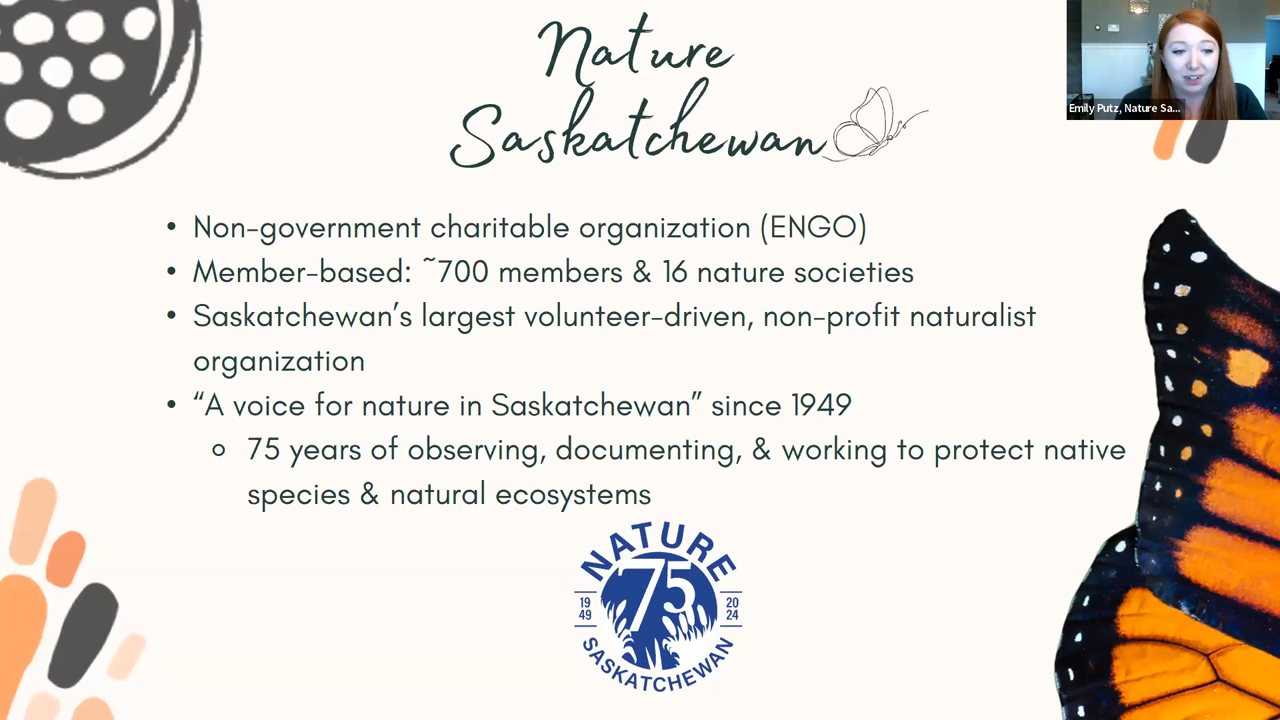 Nature
Saskatchewan
Emily Putz, Nature Sa...
• Non-government charitable organization (ENGO)
• Member-based: ~700 members & 16 nature societies
• Saskatchewan’s largest volunteer-driven, non-profit naturalist
organization
• “A voice for nature in Saskatchewan” since 1949
○ 75 years of observing, documenting, & working to protect native
species & natural ecosystems
NATURE
75
19
49
20
24
SASKATCHEWAN